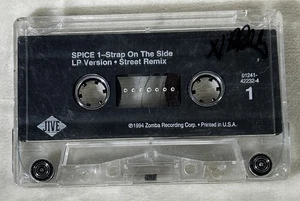 SPICE 1–Strap On The Side
LP Version • Street Remix
01241-
42232-4
1
JIVE
℗1994 Zomba Recording Corp. • Printed in U.S.A.